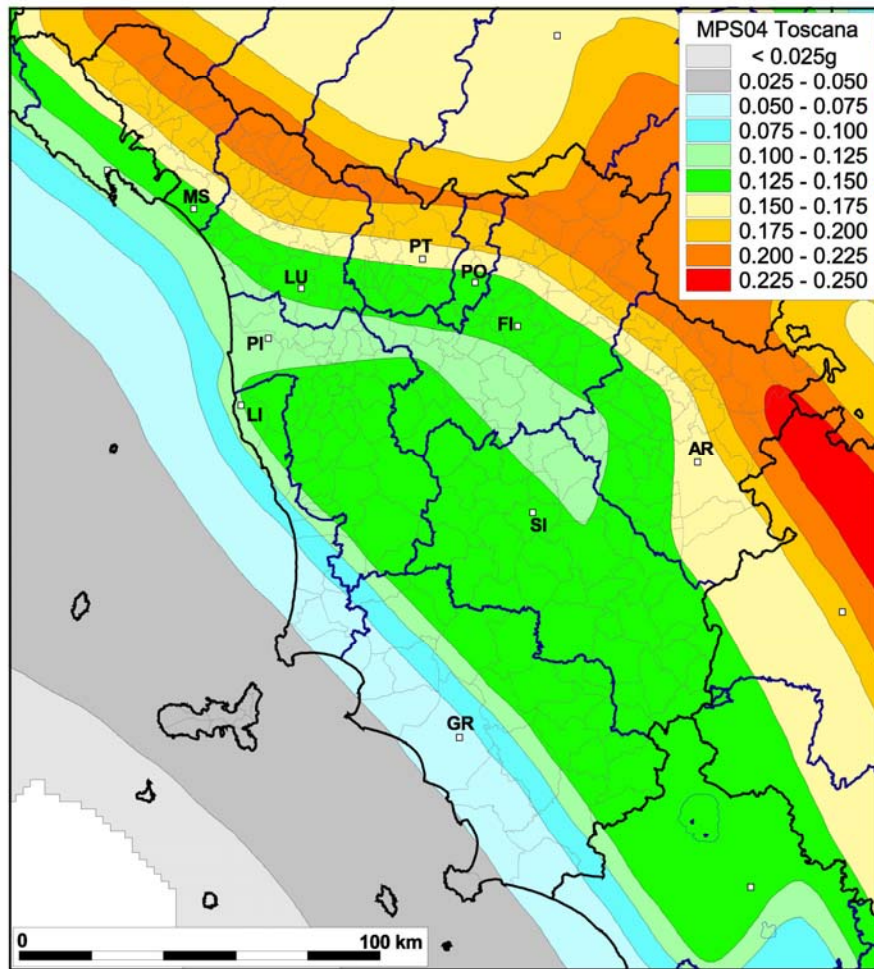 MPS04 Toscana
< 0.025g
0.025 - 0.050
0.050 - 0.075
0.075 - 0.100
0.100 - 0.125
0.125 - 0.150
0.150 - 0.175
0.175 - 0.200
0.200 - 0.225
0.225 - 0.250
MS
PT
PO
LU
FI
PI
LI
AR
SI
GR
0 100 km